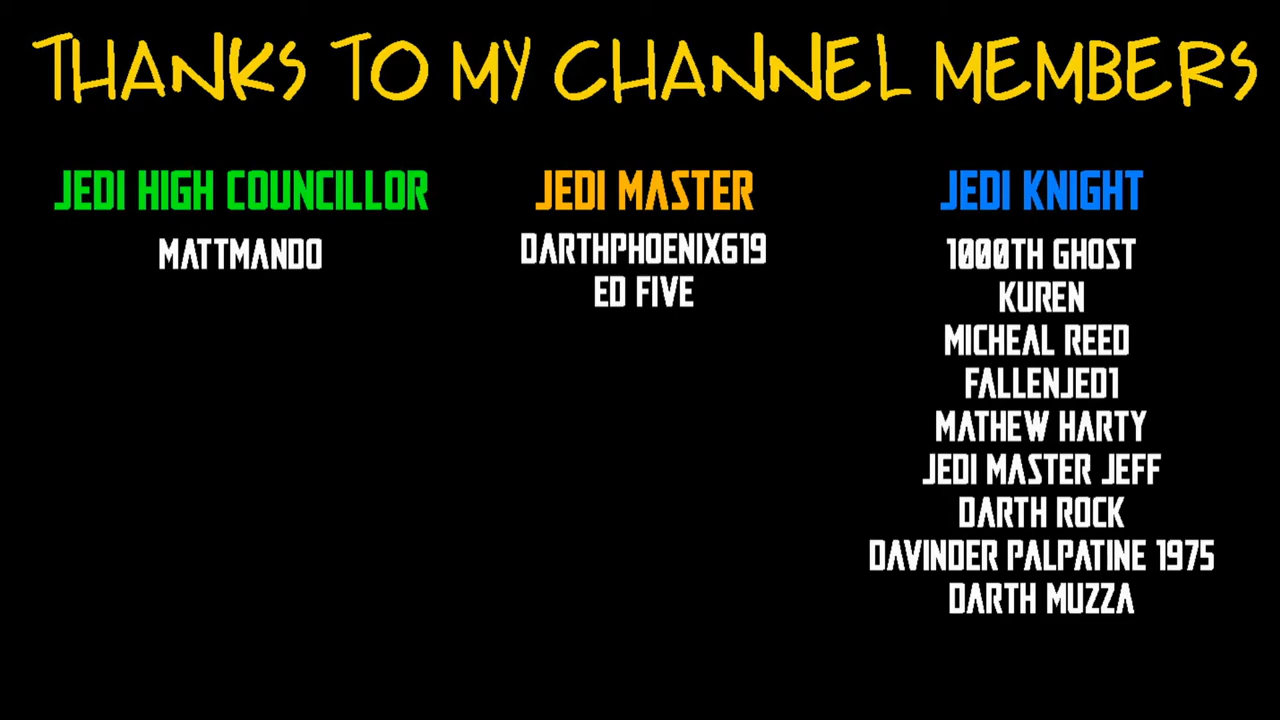 THANKS TO MY CHANNEL MEMBERS
JEDI HIGH COUNCILLOR
MATTMANDO
JEDI MASTER
DARTHPHOENIX619
ED FIVE
JEDI KNIGHT
1000TH GHOST
KUREN
MICHEAL REED
FALLENJED1
MATHEW HARTY
JEDI MASTER JEFF
DARTH ROCK
DAVINDER PALPATINE 1975
DARTH MUZZA